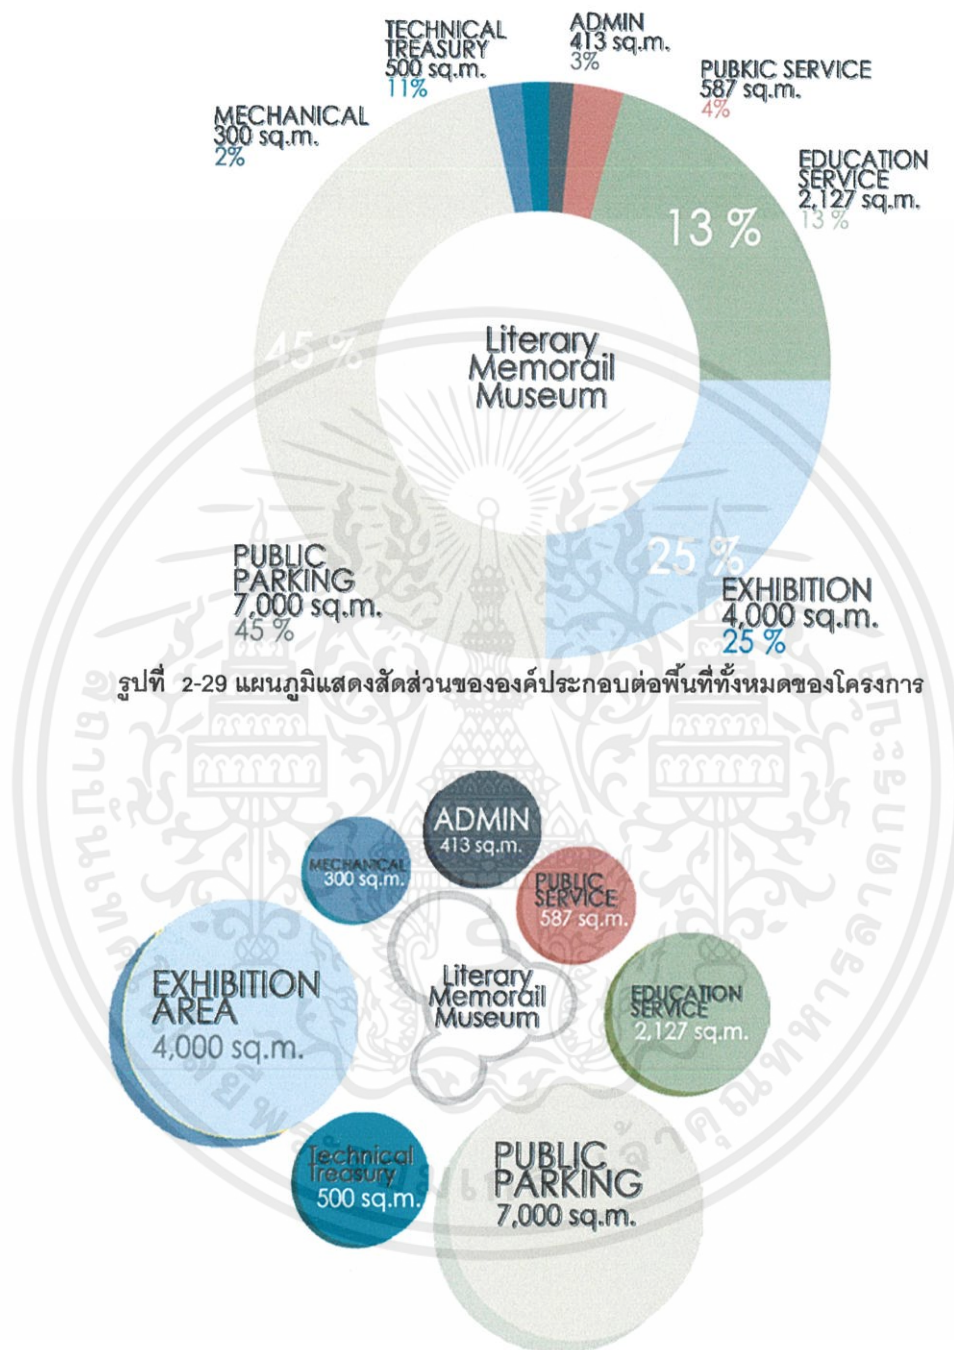 TECHNICAL
TREASURY
500 sq.m.
11%
ADMIN
413 sq.m.
3%
PUBKIC SERVICE
587 sq.m.
4%
MECHANICAL
300 sq.m.
2%
EDUCATION
SERVICE
2,127 sq.m.
13 %
13 %
45 %
Literary
Memorail
Museum
25 %
PUBLIC
PARKING
7,000 sq.m.
45 %
EXHIBITION
4,000 sq.m.
25 %
รูปที่ 2-29 แผนภูมิแสดงสัดส่วนขององค์ประกอบต่อพื้นที่ทั้งหมดของโครงการ
ADMIN
413 sq.m.
MECHANICAL
300 sq.m.
PUBLIC
SERVICE
587 sq.m.
EXHIBITION
AREA
4,000 sq.m.
Literary
Memorail
Museum
EDUCATION
SERVICE
2,127 sq.m.
Technical
Treasury
500 sq.m.
PUBLIC
PARKING
7,000 sq.m.